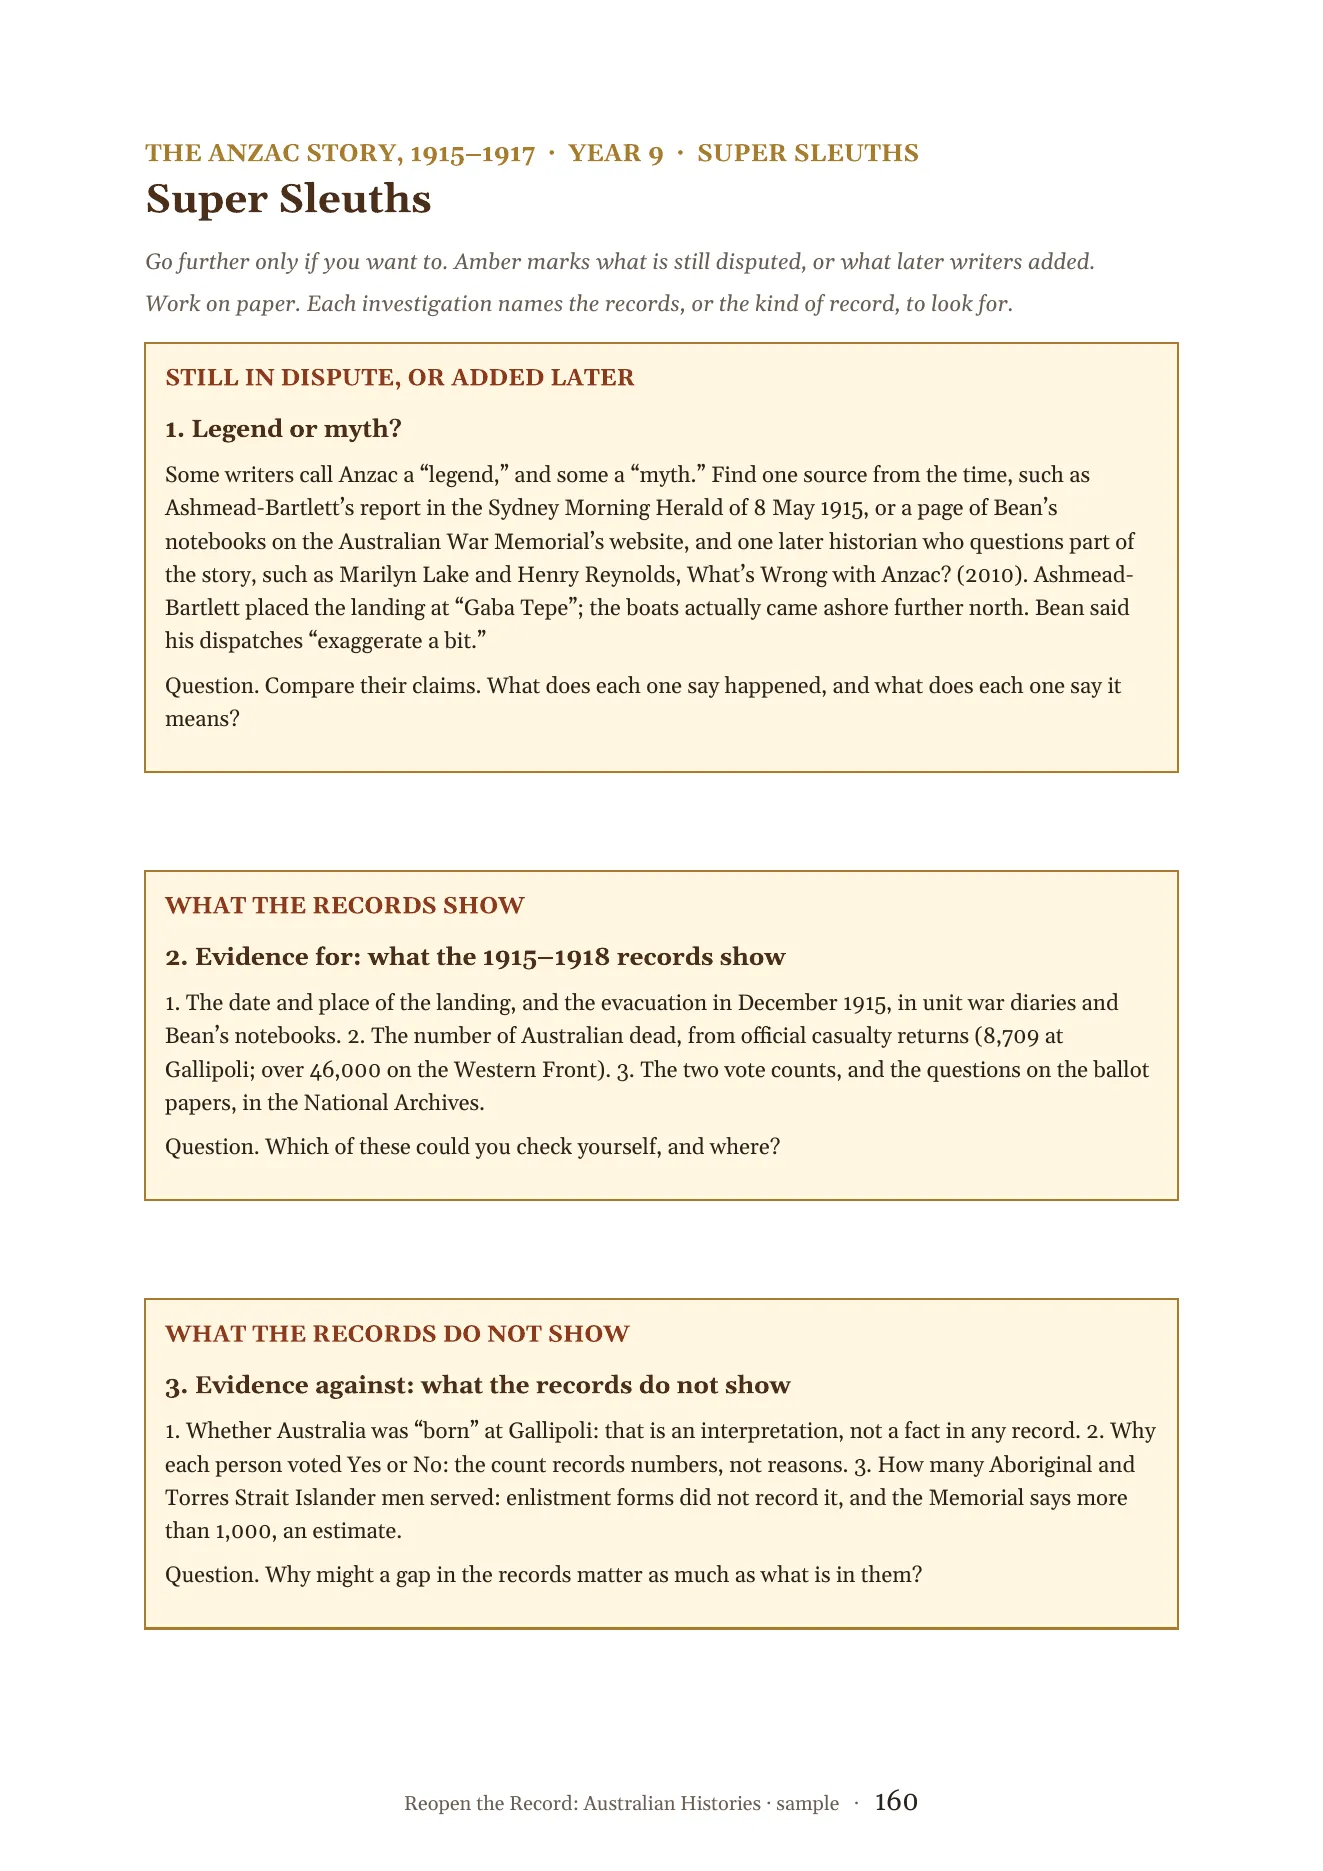 THE ANZAC STORY, 1915–1917 · YEAR 9 · SUPER SLEUTHS
Super Sleuths
Go further only if you want to. Amber marks what is still disputed, or what later writers added.
Work on paper. Each investigation names the records, or the kind of record, to look for.
STILL IN DISPUTE, OR ADDED LATER
1. Legend or myth?
Some writers call Anzac a “legend,” and some a “myth.” Find one source from the time, such as
Ashmead-Bartlett’s report in the Sydney Morning Herald of 8 May 1915, or a page of Bean’s
notebooks on the Australian War Memorial’s website, and one later historian who questions part of
the story, such as Marilyn Lake and Henry Reynolds, What’s Wrong with Anzac? (2010). Ashmead-
Bartlett placed the landing at “Gaba Tepe”; the boats actually came ashore further north. Bean said
his dispatches “exaggerate a bit.”
Question. Compare their claims. What does each one say happened, and what does each one say it
means?
WHAT THE RECORDS SHOW
2. Evidence for: what the 1915–1918 records show
1. The date and place of the landing, and the evacuation in December 1915, in unit war diaries and
Bean’s notebooks. 2. The number of Australian dead, from official casualty returns (8,709 at
Gallipoli; over 46,000 on the Western Front). 3. The two vote counts, and the questions on the ballot
papers, in the National Archives.
Question. Which of these could you check yourself, and where?
WHAT THE RECORDS DO NOT SHOW
3. Evidence against: what the records do not show
1. Whether Australia was “born” at Gallipoli: that is an interpretation, not a fact in any record. 2. Why
each person voted Yes or No: the count records numbers, not reasons. 3. How many Aboriginal and
Torres Strait Islander men served: enlistment forms did not record it, and the Memorial says more
than 1,000, an estimate.
Question. Why might a gap in the records matter as much as what is in them?
Reopen the Record: Australian Histories · sample · 160